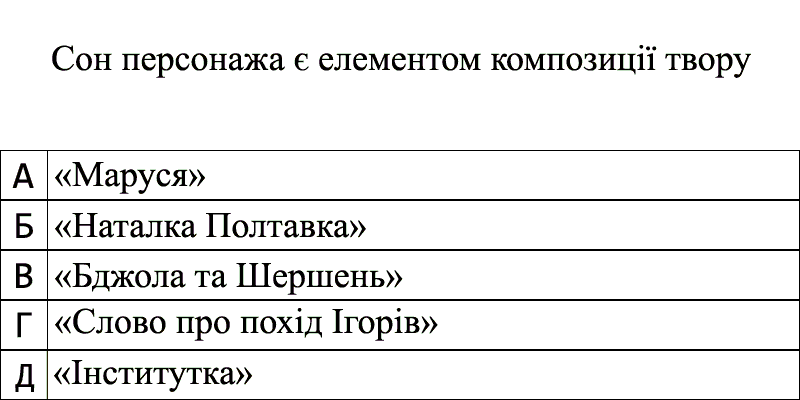 Сон персонажа є елементом композиції твору
А «Маруся»
Б «Наталка Полтавка»
В «Бджола та Шершень»
Г «Слово про похід Ігорів»
Д «Інститутка»